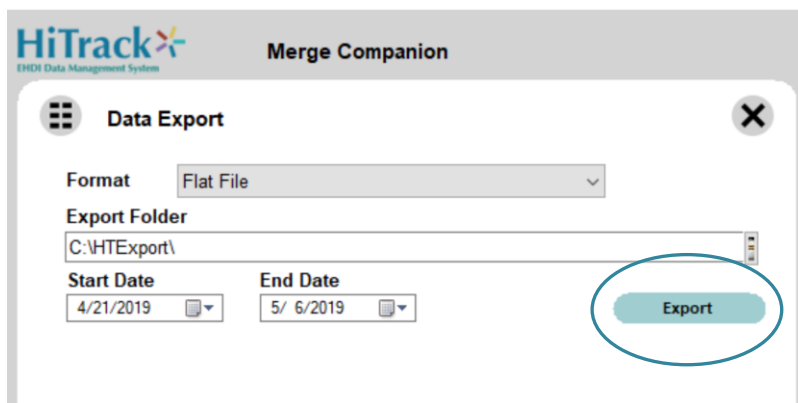 HiTrack
EHDI Data Management System
Merge Companion
Data Export
Format Flat File
Export Folder
C:\HTExport\
Start Date End Date
4/21/2019 5/ 6/2019 Export